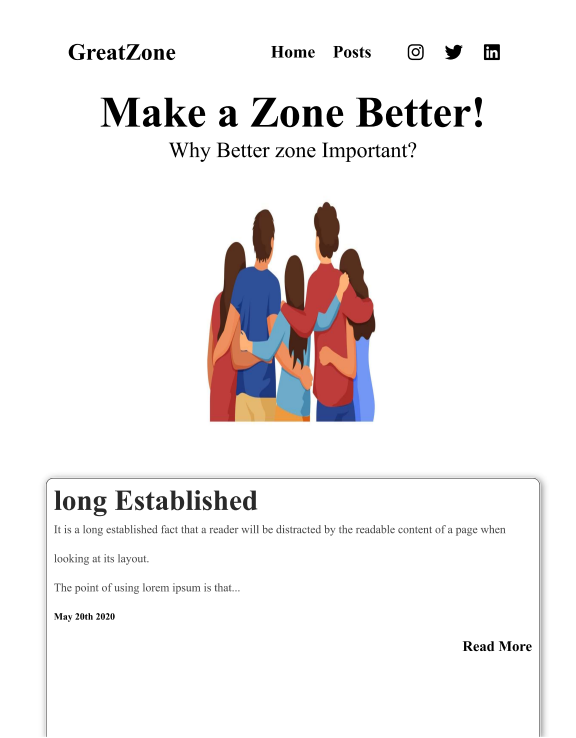 GreatZone Home Posts
Make a Zone Better!
Why Better zone Important?
long Established
It is a long established fact that a reader will be distracted by the readable content of a page when
looking at its layout.
The point of using lorem ipsum is that...
May 20th 2020
Read More